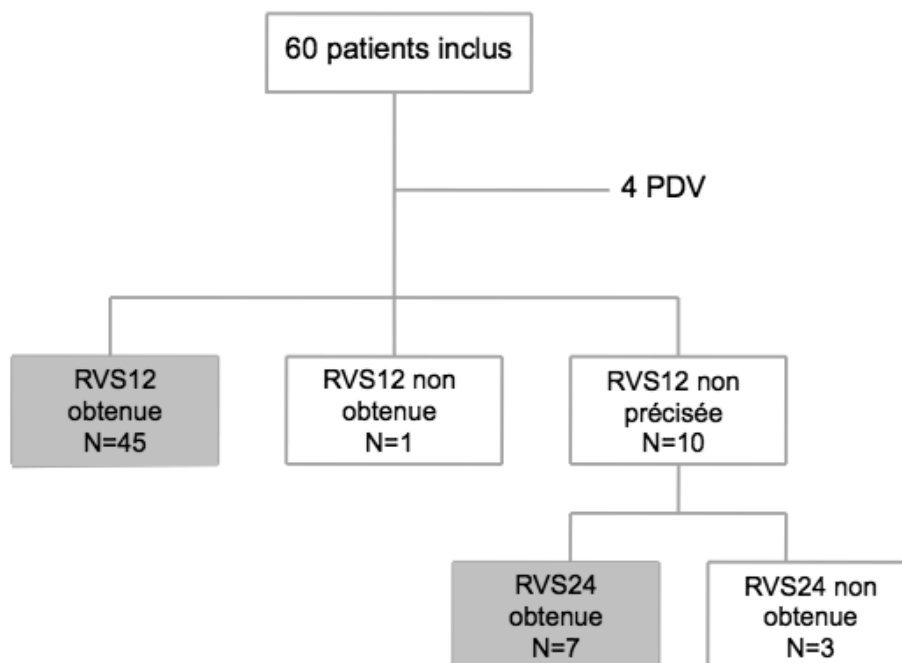 60 patients inclus
4 PDV
RVS12
obtenue
N=45
RVS12 non
obtenue
N=1
RVS12 non
précisée
N=10
RVS24
obtenue
N=7
RVS24 non
obtenue
N=3